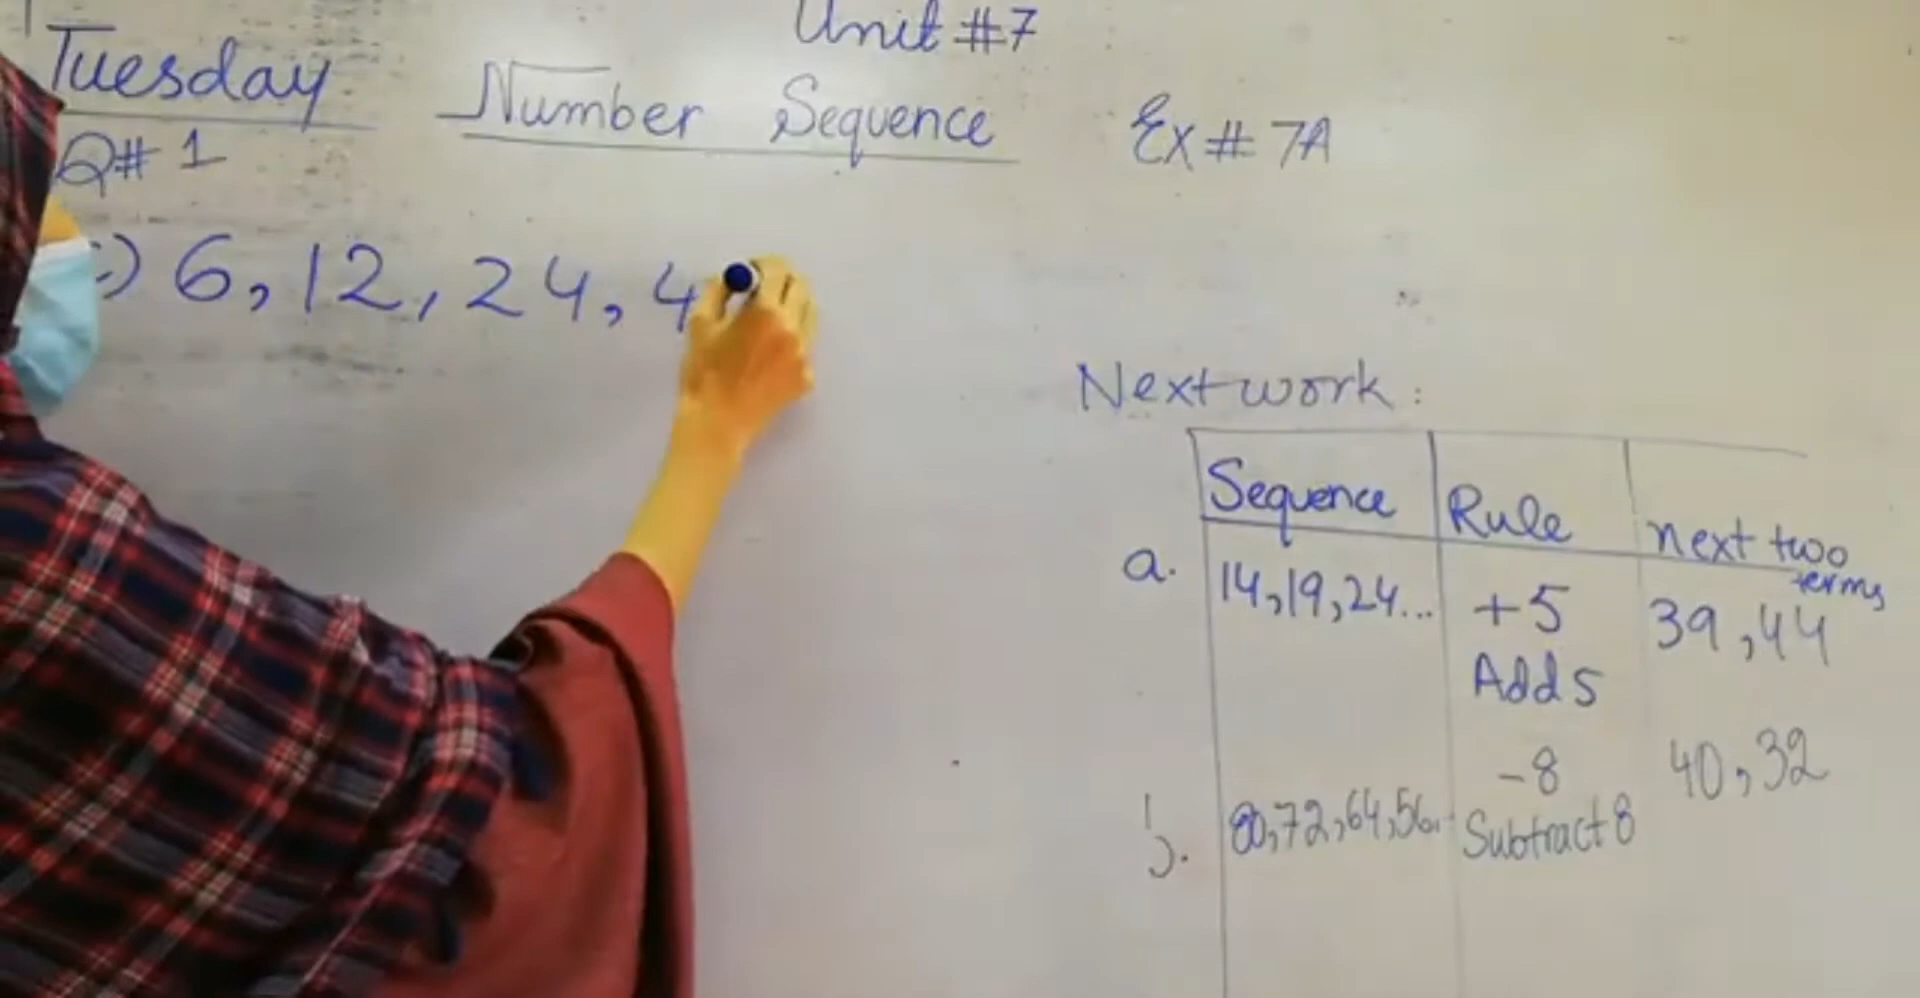 Unit #7
Tuesday
Number Sequence
Ex # 7A
Q# 1
) 6, 12, 24, 4
Next work:
Sequence Rule next two terms
a. 14, 19, 24... +5 39, 44
Add 5
-8 40, 32
80, 72, 64, 56.. Subtract 8